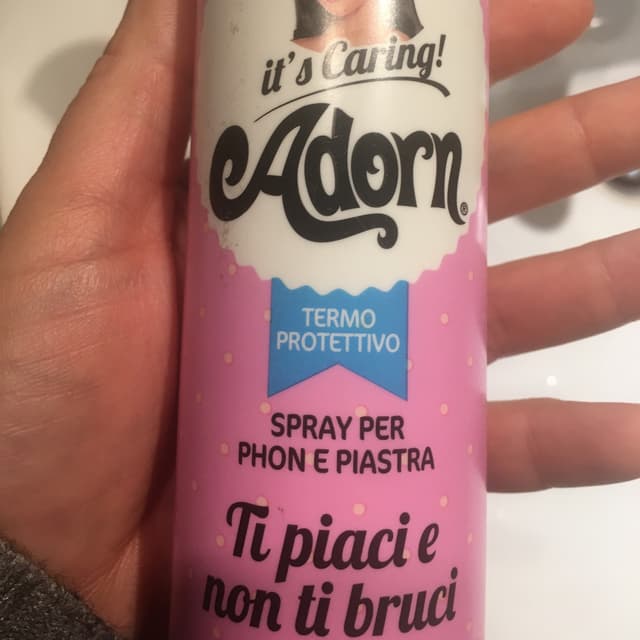 it's Caring!
Adorn®
TERMO
PROTETTIVO
SPRAY PER
PHON E PIASTRA
Ti piaci e
non ti bruci